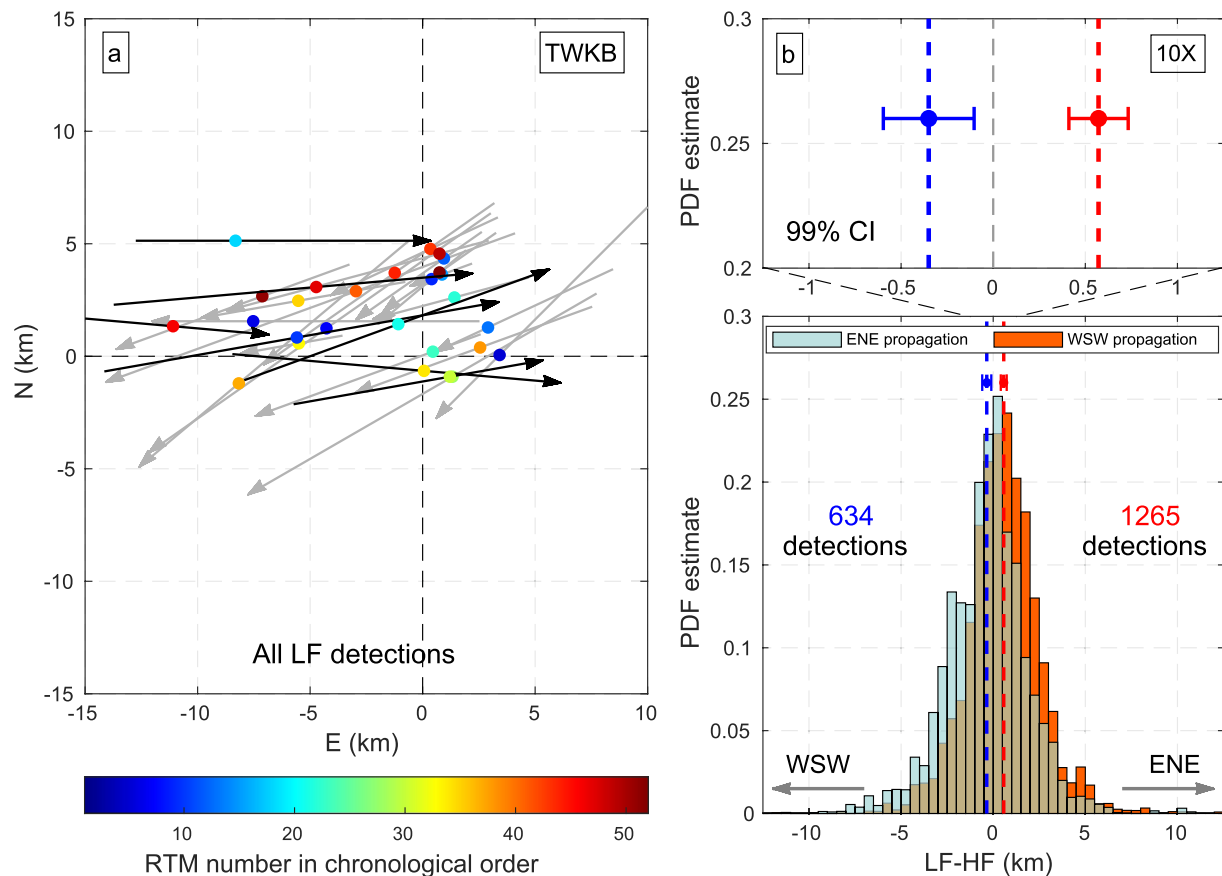 a
TWKB
15
10
5
0
-5
-10
-15
N (km)
All LF detections
-15
-10
-5
0
5
10
E (km)
10
20
30
40
50
RTM number in chronological order
b
10X
0.3
0.25
0.2
PDF estimate
99% CI
-1
-0.5
0
0.5
1
0.3
0.25
0.2
0.15
0.1
0.05
0
PDF estimate
ENE propagation
WSW propagation
634
detections
1265
detections
WSW
ENE
-10
-5
0
5
10
LF-HF (km)